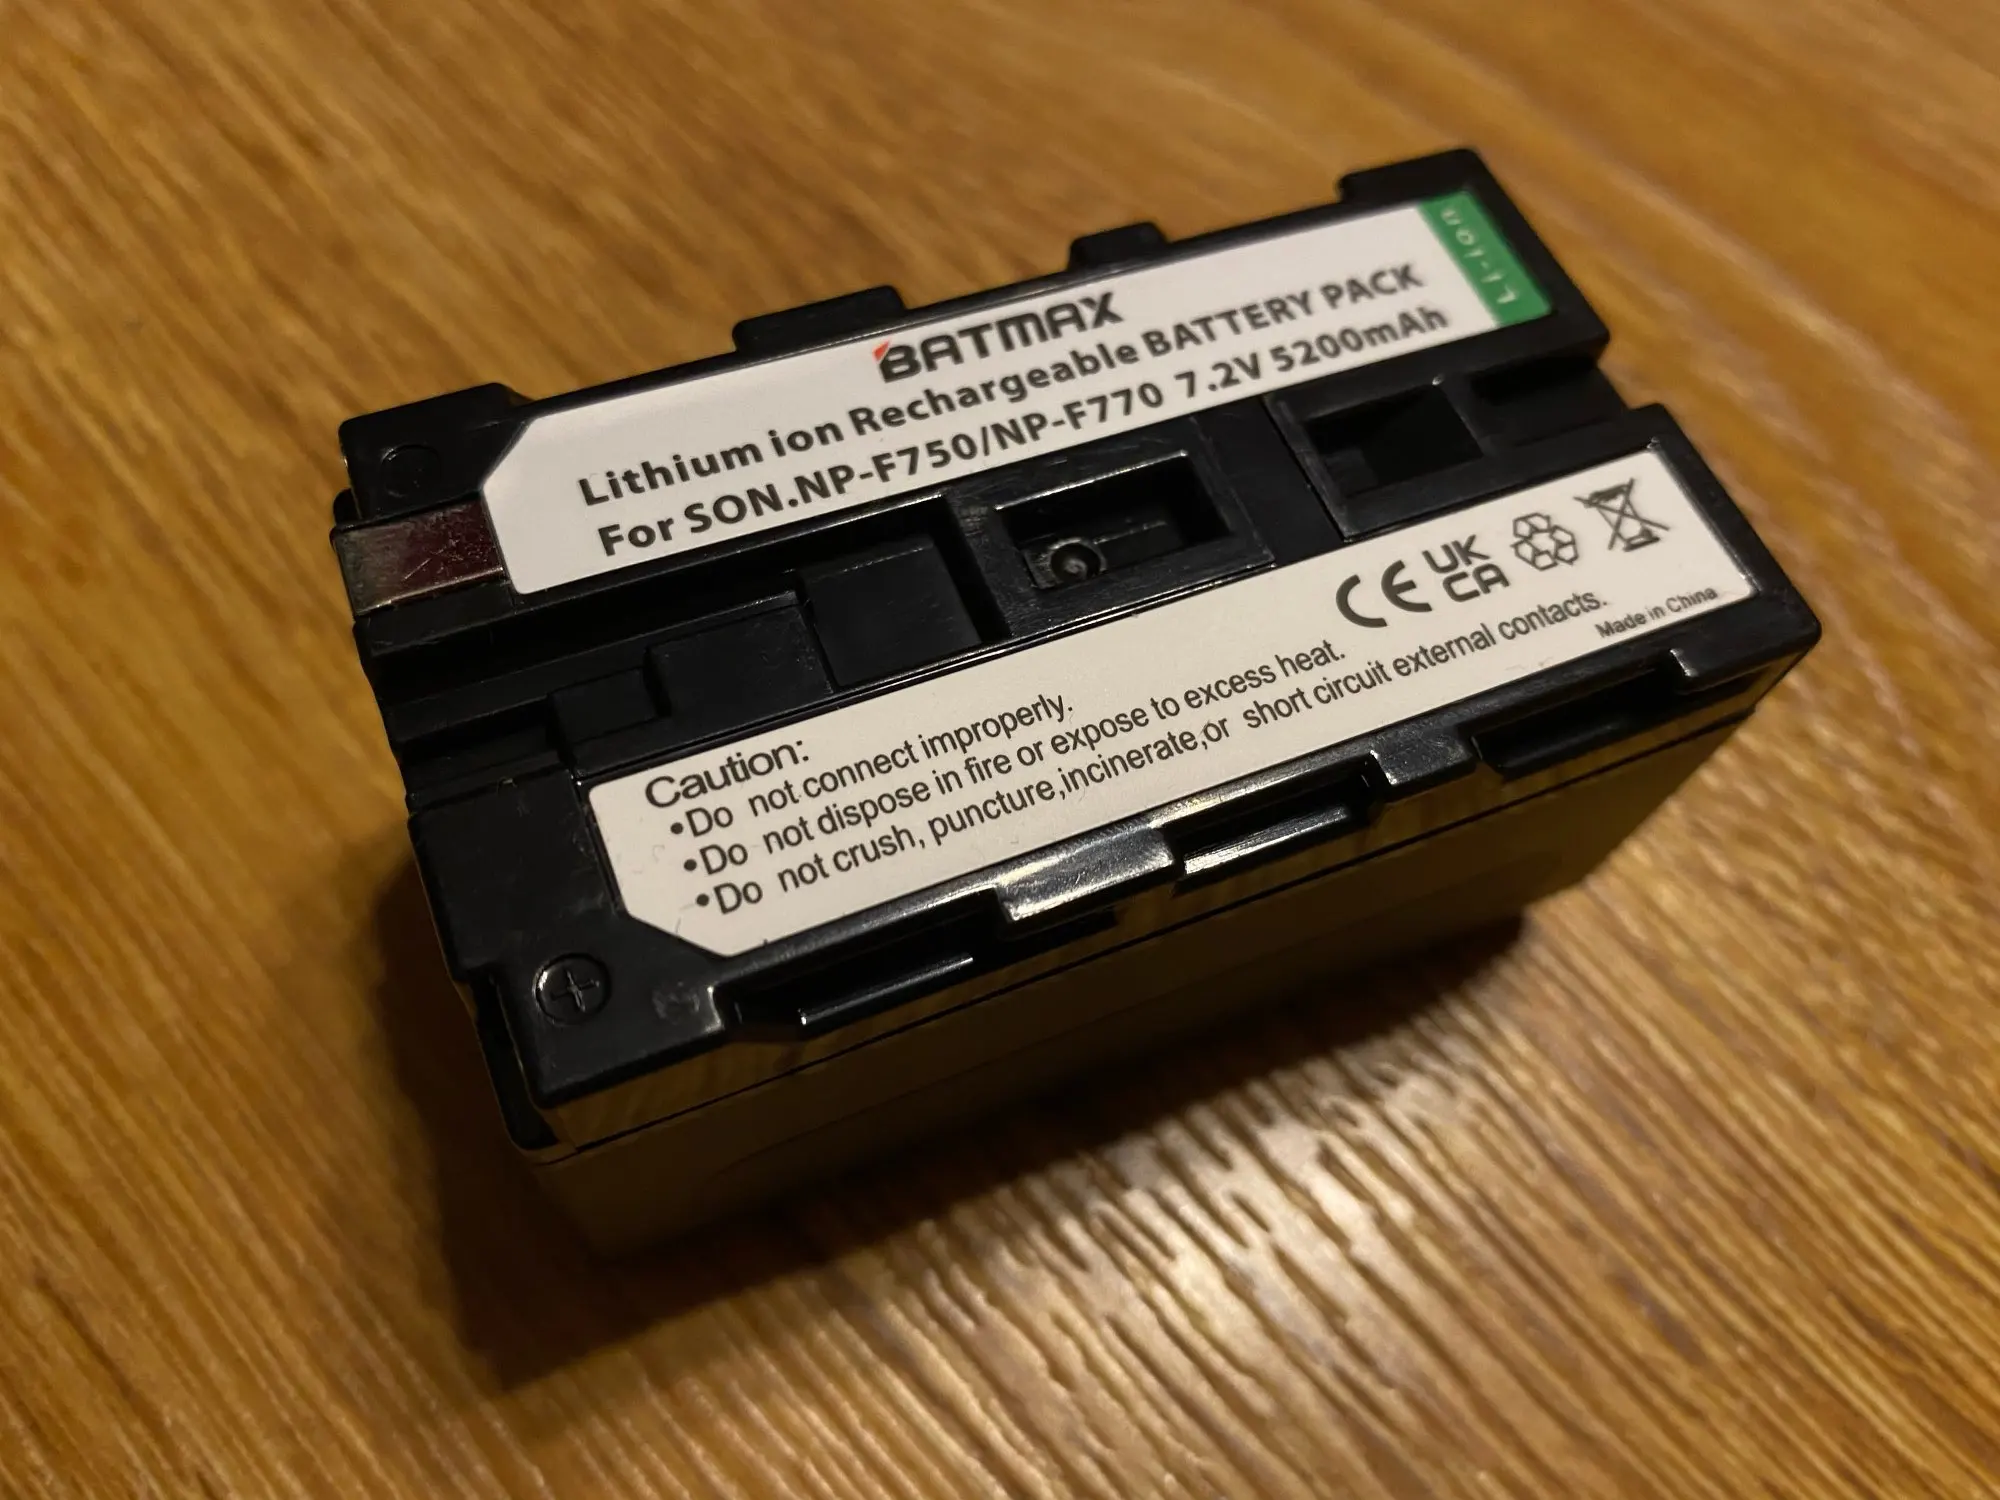 BATMAX
Lithium ion Rechargeable BATTERY PACK
For SON.NP-F750/NP-F770 7.2V 5200mAh
Li-ion
CE UK
CA
Caution:
•Do not connect improperly.
•Do not dispose in fire or expose to excess heat.
•Do not crush, puncture,incinerate,or short circuit external contacts.
Made in China